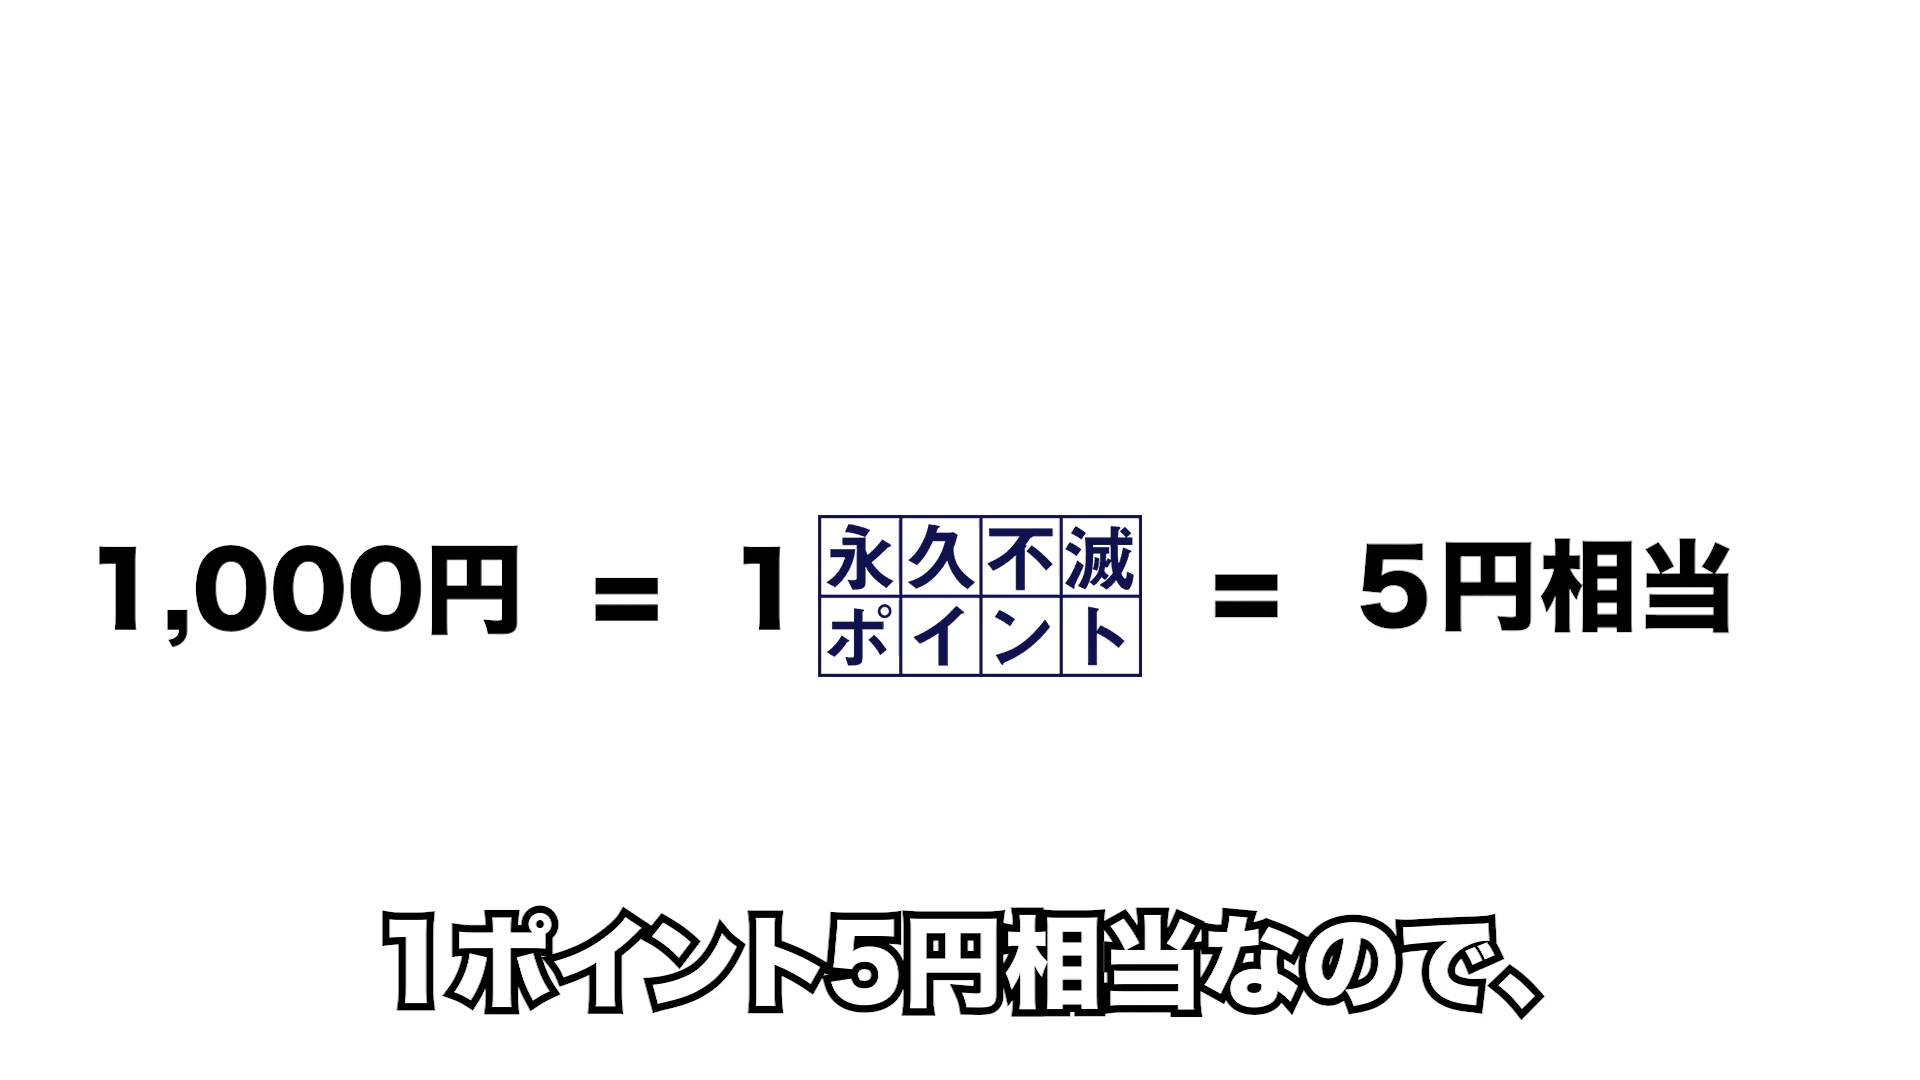 1,000円 = 1 永久不滅ポイント = 5円相当
1ポイント5円相当なので、